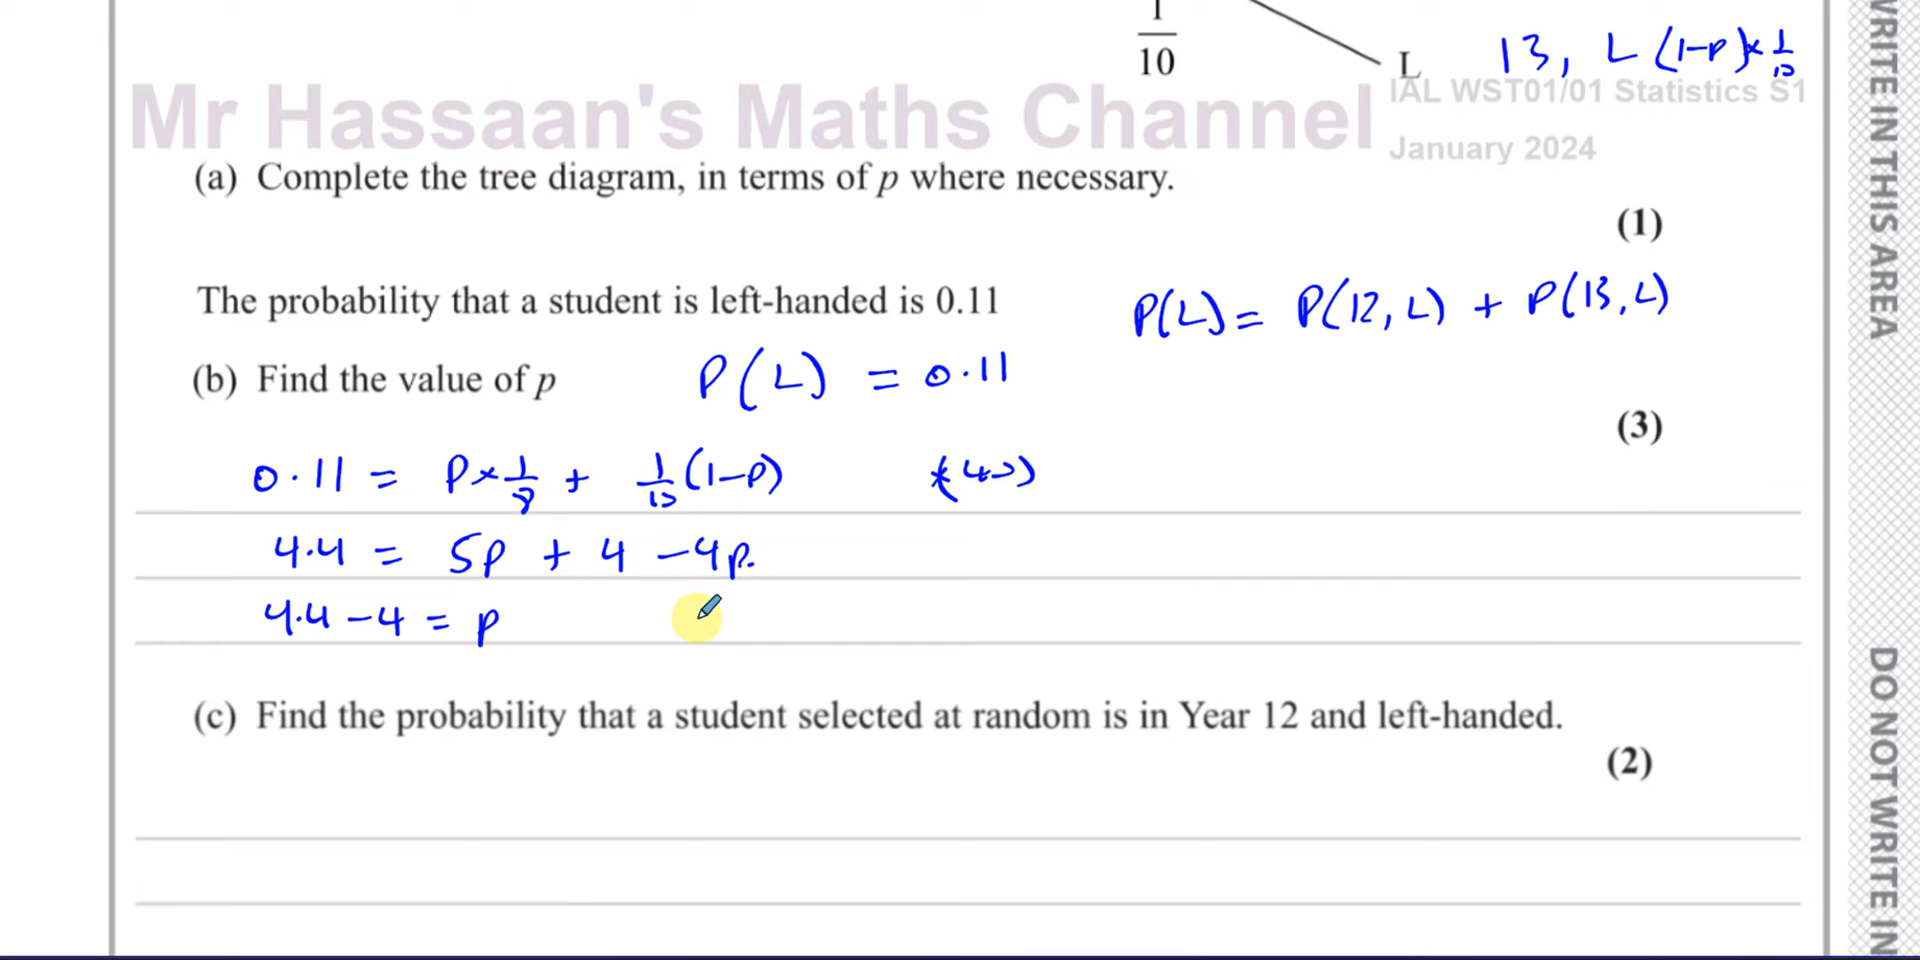 1
10
L
13, L (1-p) × 1/10
Mr Hassaan's Maths Channel
IAL WST01/01 Statistics S1
January 2024
(a) Complete the tree diagram, in terms of p where necessary.
(1)
The probability that a student is left-handed is 0.11
P(L) = P(12, L) + P(13, L)
(b) Find the value of p
P(L) = 0.11
(3)
0.11 = p × 1/8 + 1/10 (1-p)
(× 40)
4.4 = 5p + 4 - 4p
4.4 - 4 = p
(c) Find the probability that a student selected at random is in Year 12 and left-handed.
(2)
WRITE IN THIS AREA
DO NOT WRITE IN